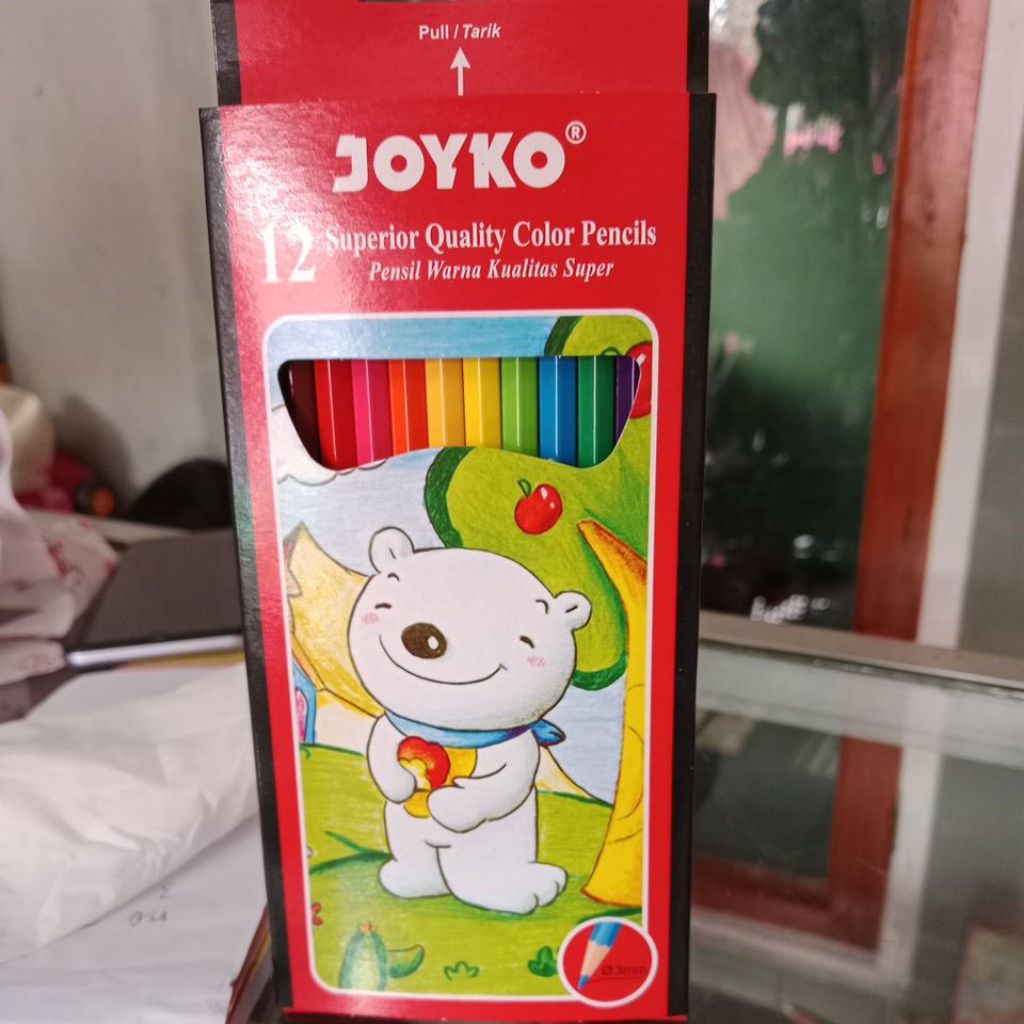 Pull / Tarik
JOYKO®
12 Superior Quality Color Pencils
Pensil Warna Kualitas Super
Ø 3mm